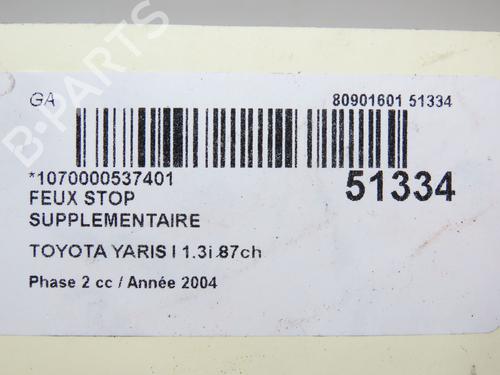 GA
80901601 51334
*1070000537401
51334
FEUX STOP
SUPPLEMENTAIRE
TOYOTA YARIS I 1.3i 87ch
Phase 2 cc / Année 2004
B-PARTS